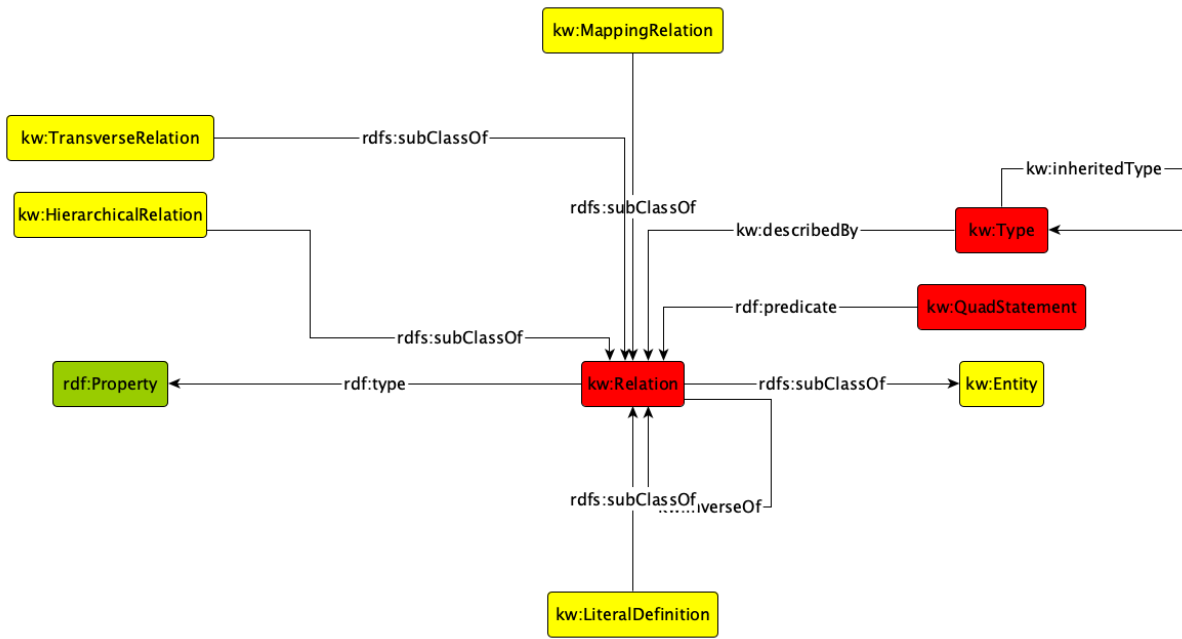 kw:MappingRelation
kw:TransverseRelation
rdfs:subClassOf
kw:inheritedType
kw:HierarchicalRelation
rdfs:subClassOf
kw:describedBy
kw:Type
rdf:predicate
kw:QuadStatement
rdfs:subClassOf
rdf:Property
rdf:type
kw:Relation
rdfs:subClassOf
kw:Entity
rdfs:subClassOf
kw:LiteralDefinition